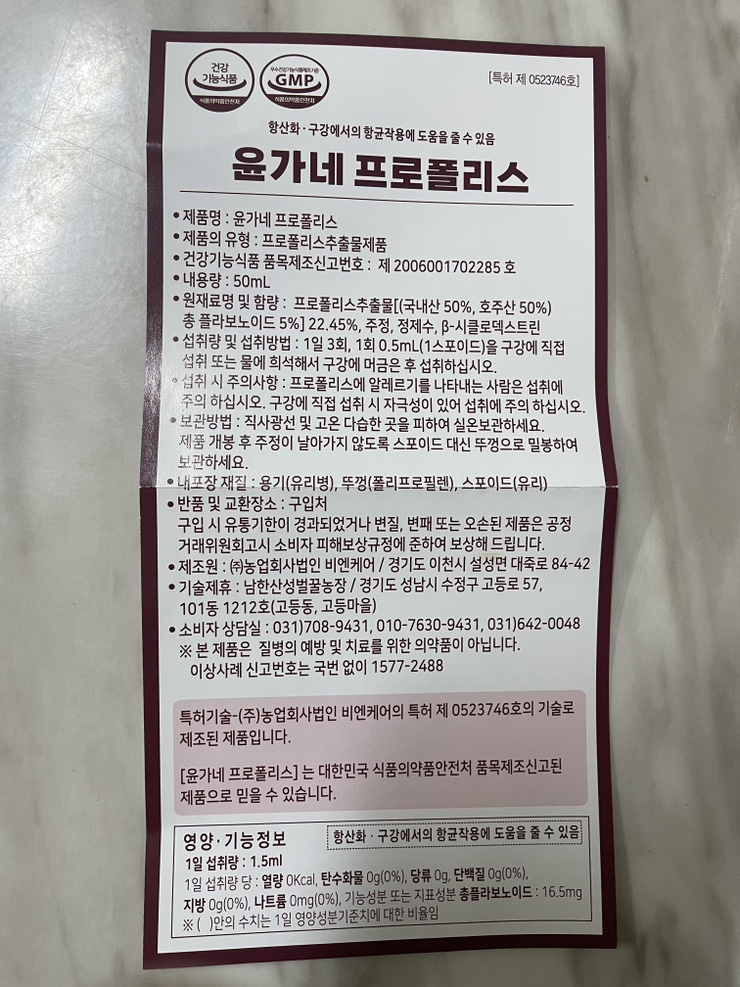 건강
기능식품
식품의약품안전처
우수건강기능식품제조기준
GMP
식품의약품안전처
[특허 제 0523746호]
항산화 · 구강에서의 항균작용에 도움을 줄 수 있음
윤가네 프로폴리스
• 제품명 : 윤가네 프로폴리스
• 제품의 유형 : 프로폴리스추출물제품
• 건강기능식품 품목제조신고번호 : 제 2006001702285 호
• 내용량 : 50mL
• 원재료명 및 함량 : 프로폴리스추출물[(국내산 50%, 호주산 50%)
총 플라보노이드 5%] 22.45%, 주정, 정제수, β-시클로덱스트린
• 섭취량 및 섭취방법 : 1일 3회, 1회 0.5mL(1스포이드)을 구강에 직접
섭취 또는 물에 희석해서 구강에 머금은 후 섭취하십시오.
• 섭취 시 주의사항 : 프로폴리스에 알레르기를 나타내는 사람은 섭취에
주의 하십시오. 구강에 직접 섭취 시 자극성이 있어 섭취에 주의 하십시오.
• 보관방법 : 직사광선 및 고온 다습한 곳을 피하여 실온보관하세요.
제품 개봉 후 주정이 날아가지 않도록 스포이드 대신 뚜껑으로 밀봉하여
보관하세요.
• 내포장 재질 : 용기(유리병), 뚜껑(폴리프로필렌), 스포이드(유리)
• 반품 및 교환장소 : 구입처
구입 시 유통기한이 경과되었거나 변질, 변패 또는 오손된 제품은 공정
거래위원회고시 소비자 피해보상규정에 준하여 보상해 드립니다.
• 제조원 : ㈜농업회사법인 비엔케어 / 경기도 이천시 설성면 대죽로 84-42
• 기술제휴 : 남한산성벌꿀농장 / 경기도 성남시 수정구 고등로 57,
101동 1212호(고등동, 고등마을)
• 소비자 상담실 : 031)708-9431, 010-7630-9431, 031)642-0048
※ 본 제품은 질병의 예방 및 치료를 위한 의약품이 아닙니다.
이상사례 신고번호는 국번 없이 1577-2488
특허기술-(주)농업회사법인 비엔케어의 특허 제 0523746호의 기술로
제조된 제품입니다.
[윤가네 프로폴리스] 는 대한민국 식품의약품안전처 품목제조신고된
제품으로 믿을 수 있습니다.
영양·기능정보
항산화 · 구강에서의 항균작용에 도움을 줄 수 있음
1일 섭취량 : 1.5ml
1일 섭취량 당 : 열량 0Kcal, 탄수화물 0g(0%), 당류 0g, 단백질 0g(0%),
지방 0g(0%), 나트륨 0mg(0%), 기능성분 또는 지표성분 총플라보노이드 : 16.5mg
※ ( )안의 수치는 1일 영양성분기준치에 대한 비율임